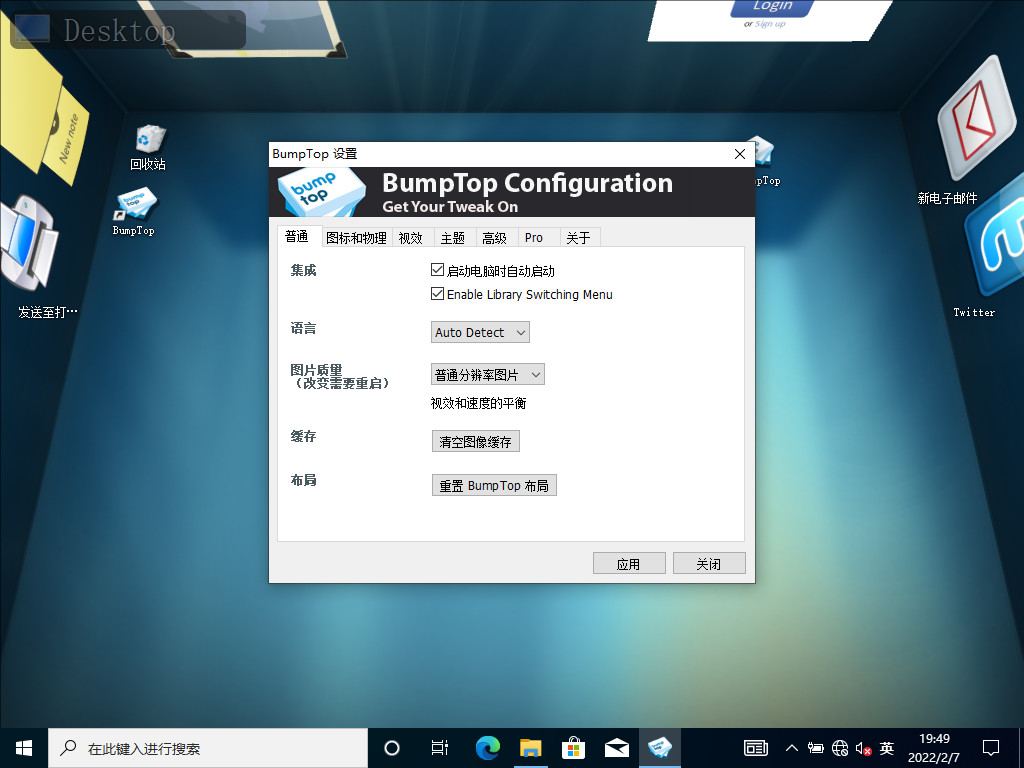 Desktop
Login
or Sign up
New note
回收站
BumpTop
发送至打…
新电子邮件
Twitter
BumpTop 设置
bump
top
BumpTop Configuration
Get Your Tweak On
普通 图标和物理 视效 主题 高级 Pro 关于
集成
启动电脑时自动启动
Enable Library Switching Menu
语言
Auto Detect
图片质量
（改变需要重启）
普通分辨率图片
视效和速度的平衡
缓存
清空图像缓存
布局
重置 BumpTop 布局
应用 关闭
在此键入进行搜索
英
19:49
2022/2/7